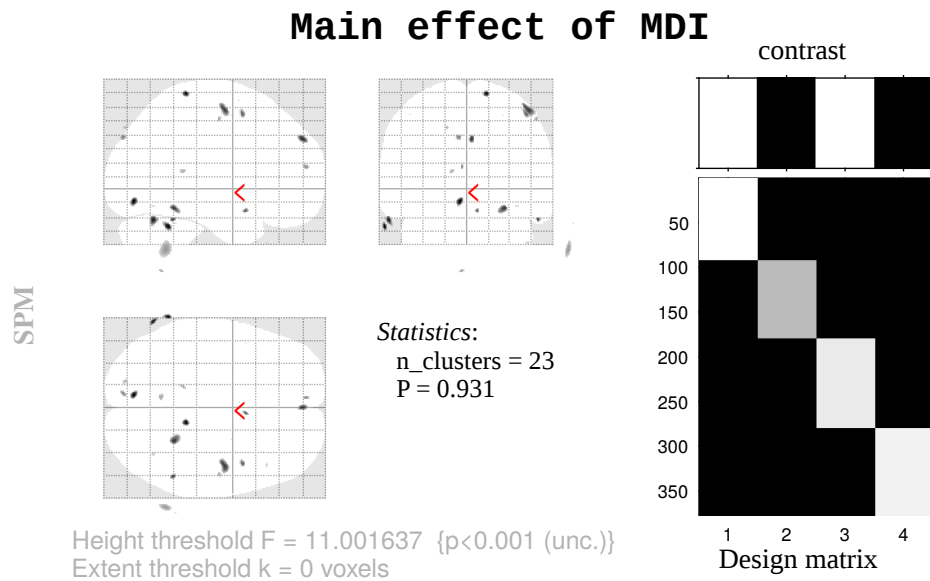 Main effect of MDI
contrast
SPM
Statistics:
n_clusters = 23
P = 0.931
50
100
150
200
250
300
350
1 2 3 4
Design matrix
Height threshold F = 11.001637 {p<0.001 (unc.)}
Extent threshold k = 0 voxels